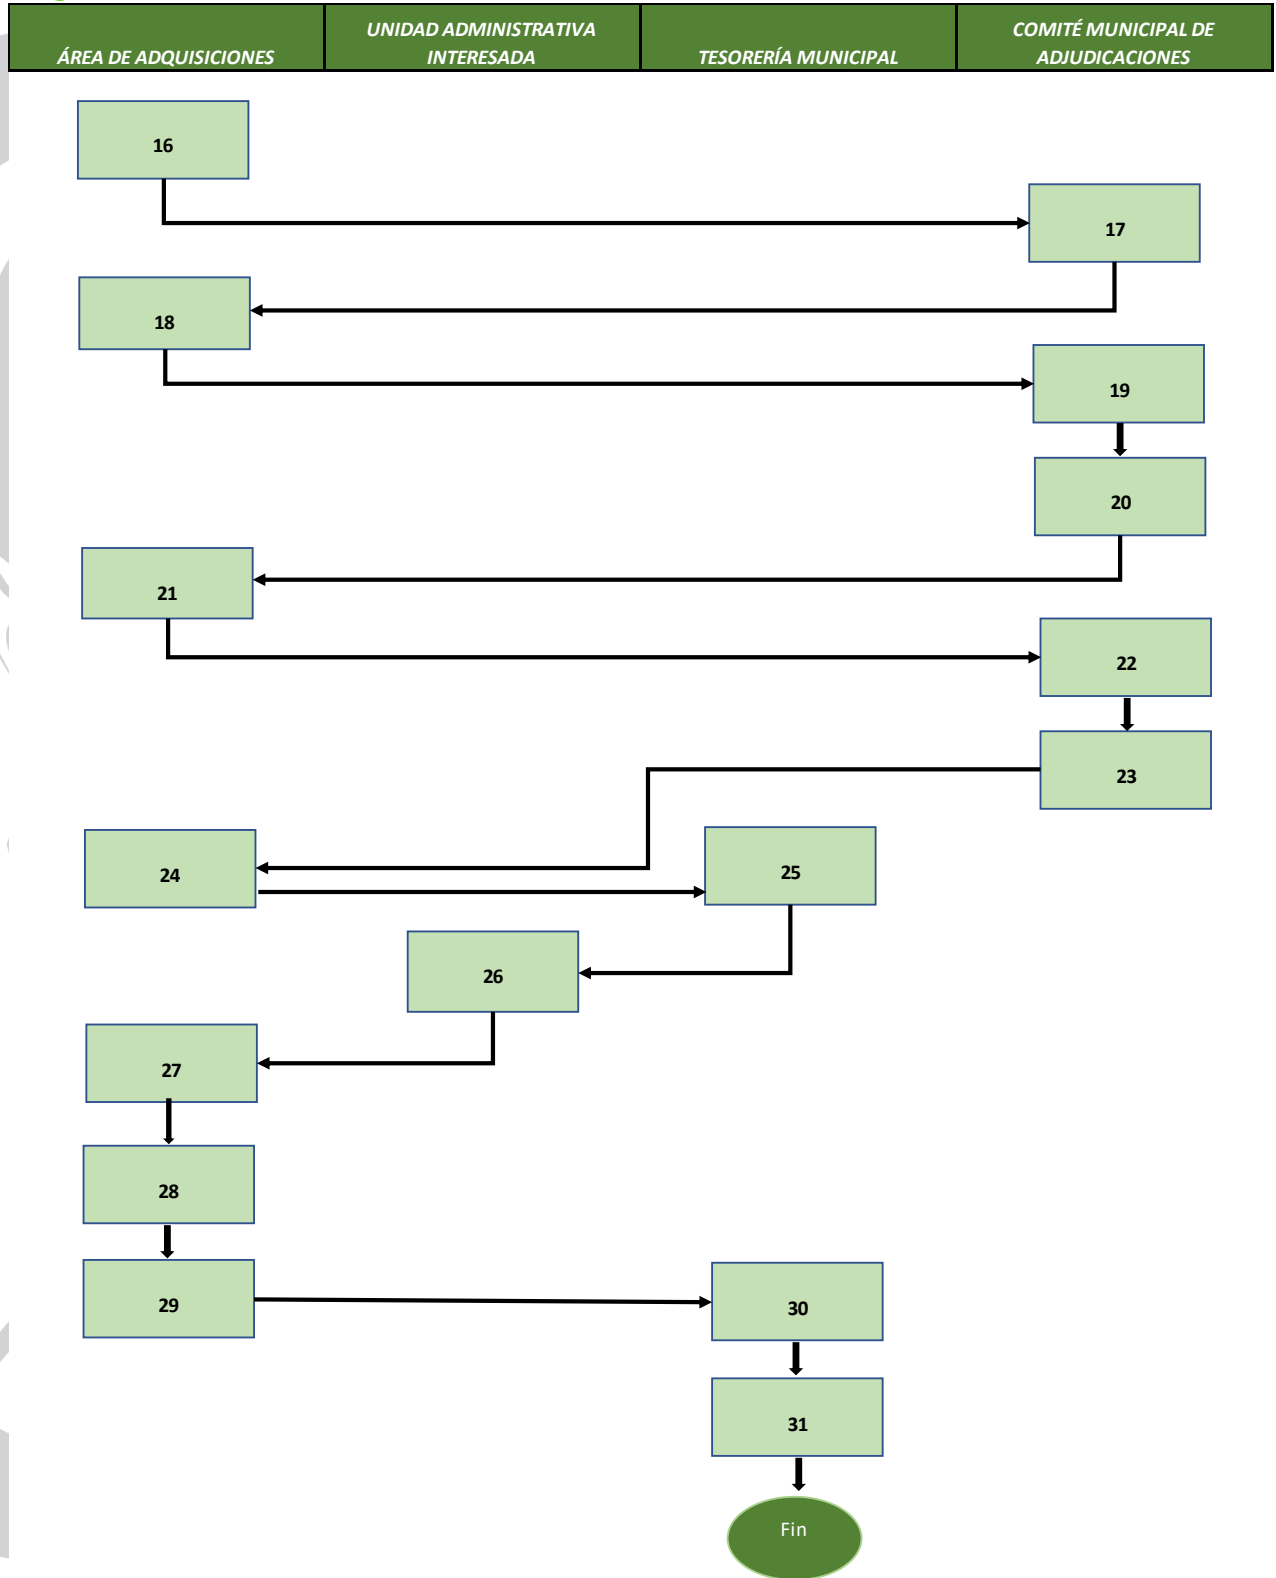 ÁREA DE ADQUISICIONES
UNIDAD ADMINISTRATIVA
INTERESADA
TESORERÍA MUNICIPAL
COMITÉ MUNICIPAL DE
ADJUDICACIONES
16
17
18
19
20
21
22
23
24
25
26
27
28
29
30
31
Fin